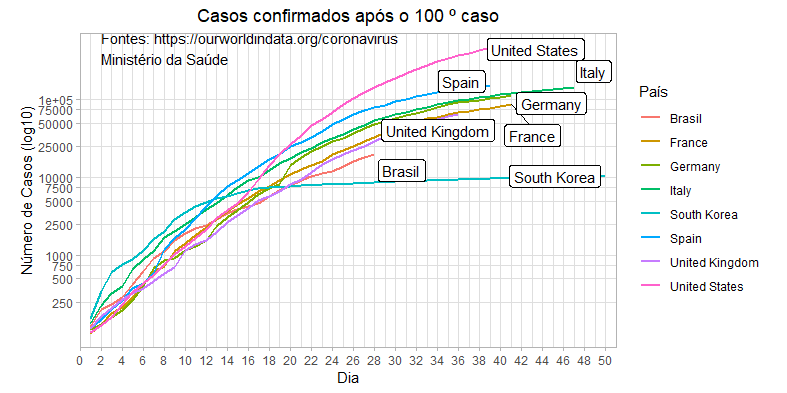 Casos confirmados após o 100 º caso
Fontes: https://ourworldindata.org/coronavirus
Ministério da Saúde
Número de Casos (log10)
1e+05
75000
50000
25000
10000
7500
5000
2500
1000
750
500
250
United States
Italy
Spain
Germany
United Kingdom
France
Brasil
South Korea
0 1 2 4 6 8 10 12 14 16 18 20 22 24 26 28 30 32 34 36 38 40 42 44 46 48 50
Dia
País
Brasil
France
Germany
Italy
South Korea
Spain
United Kingdom
United States